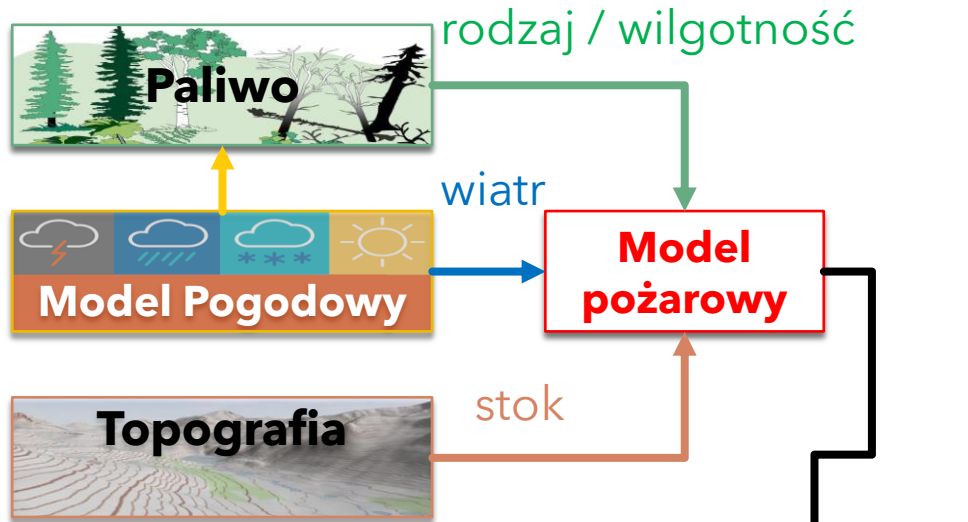 rodzaj / wilgotność
Paliwo
wiatr
Model Pogodowy
Model
pożarowy
stok
Topografia